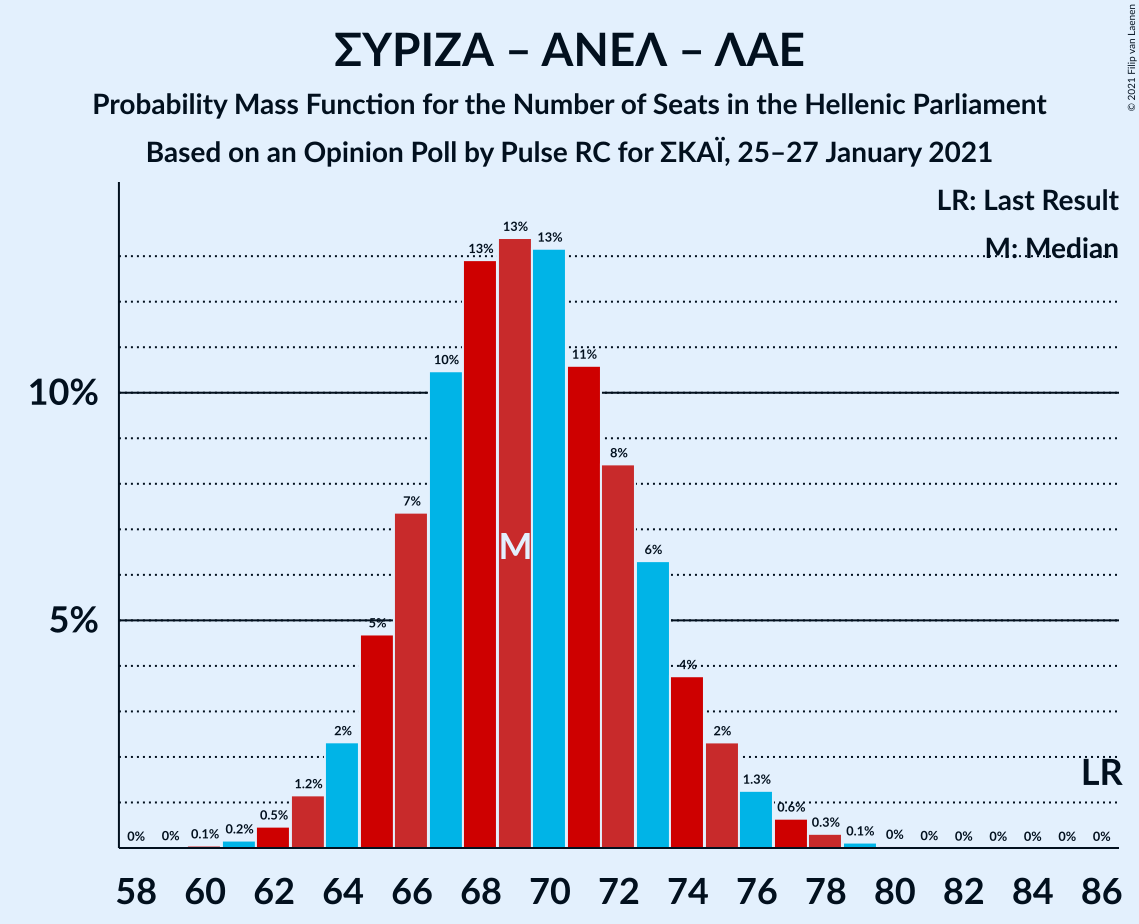 ΣΥΡΙΖΑ – ΑΝΕΛ – ΛΑΕ
Probability Mass Function for the Number of Seats in the Hellenic Parliament
Based on an Opinion Poll by Pulse RC for ΣΚΑΪ, 25–27 January 2021
© 2021 Filip van Laenen
LR: Last Result
M: Median
10%
5%
0% 0% 0.1% 0.2% 0.5% 1.2% 2% 5% 7% 10% 13% 13% 13% 11% 8% 6% 4% 2% 1.3% 0.6% 0.3% 0.1% 0% 0% 0% 0% 0% 0% 0%
M
LR
58 60 62 64 66 68 70 72 74 76 78 80 82 84 86